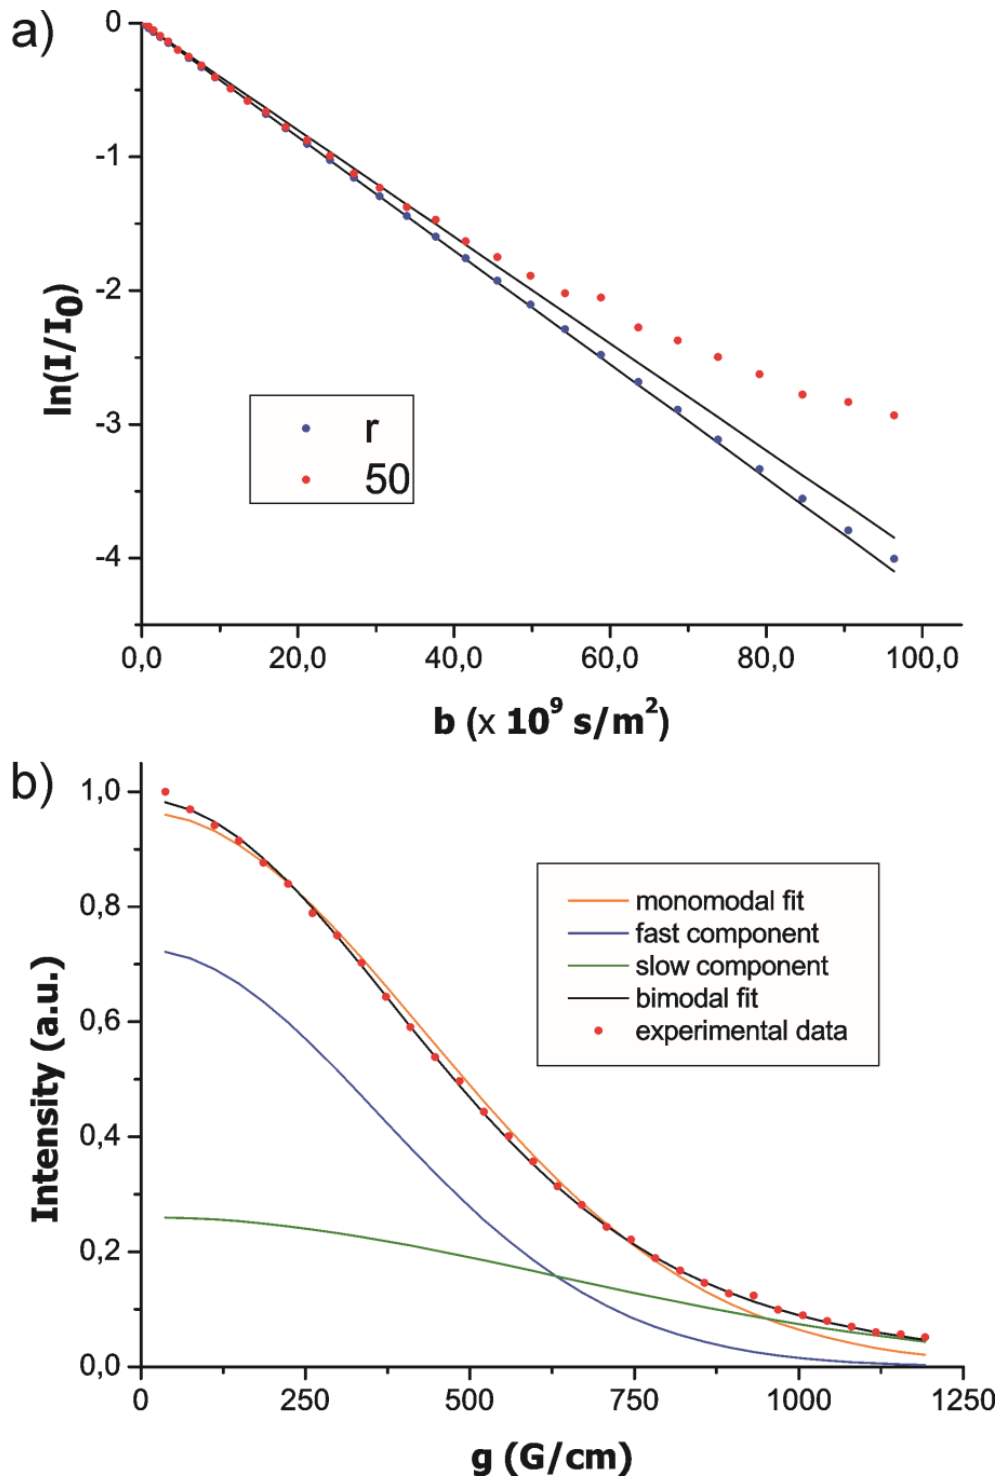 a)
0
-1
-2
-3
-4
ln(I/I0)
r
50
0,0 20,0 40,0 60,0 80,0 100,0
b (x 10⁹ s/m²)
b)
1,0
0,8
0,6
0,4
0,2
0,0
Intensity (a.u.)
monomodal fit
fast component
slow component
bimodal fit
experimental data
0 250 500 750 1000 1250
g (G/cm)